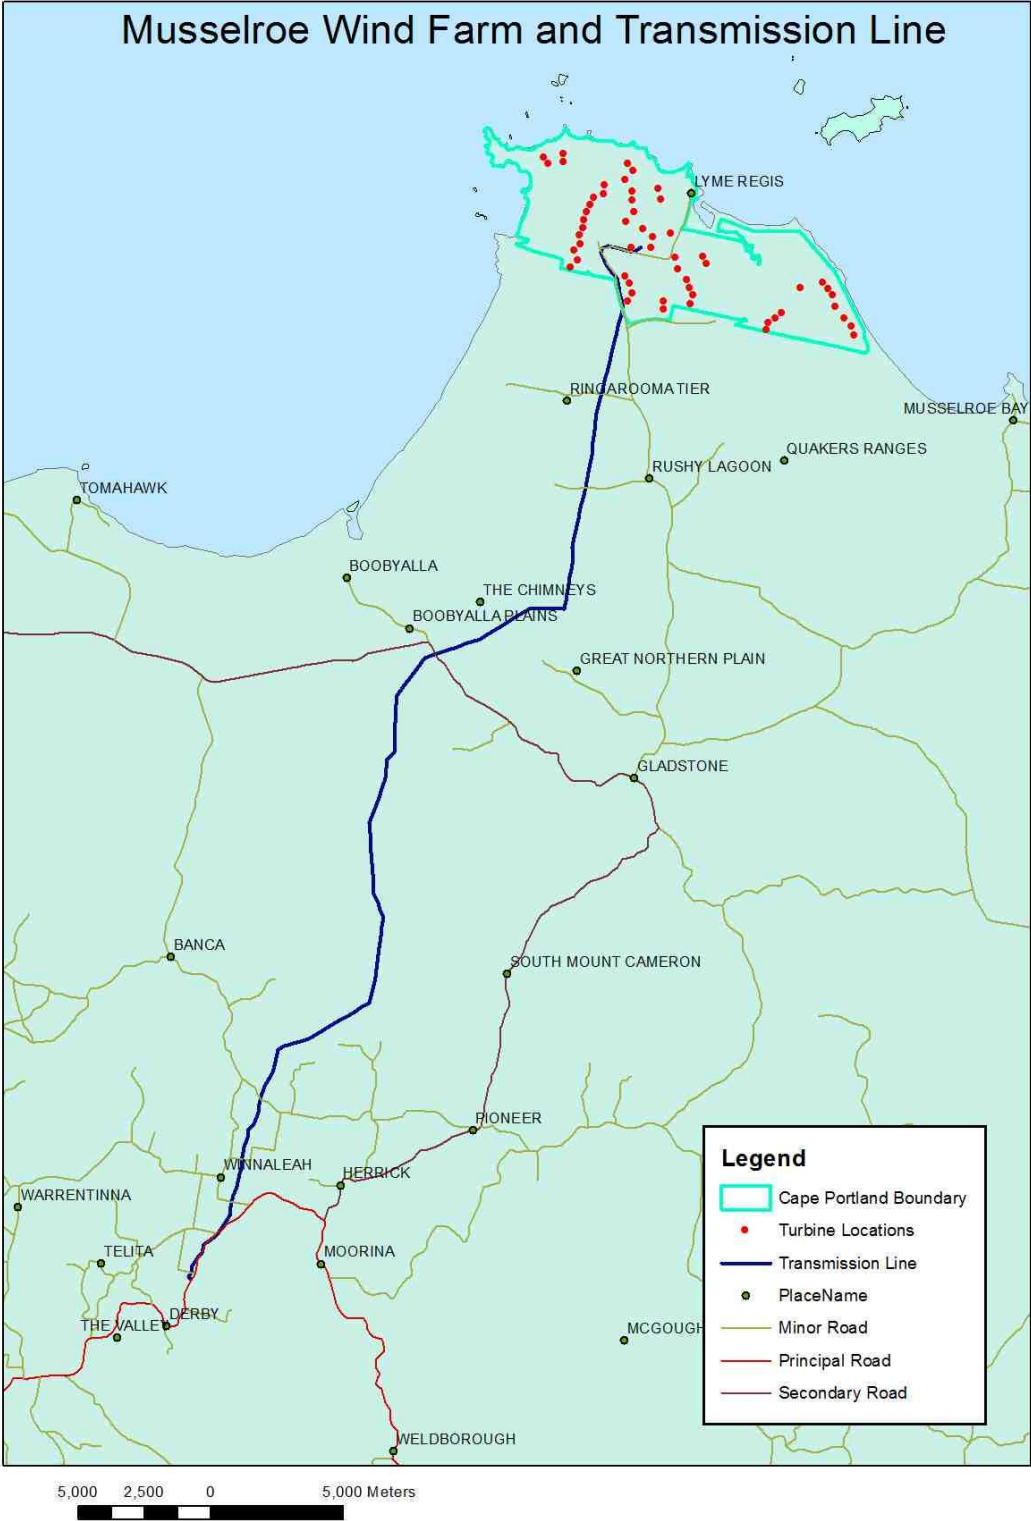 Musselroe Wind Farm and Transmission Line
LYME REGIS
RINGAROOMA TIER
MUSSELROE BAY
QUAKERS RANGES
RUSHY LAGOON
TOMAHAWK
BOOBYALLA
THE CHIMNEYS
BOOBYALLA PLAINS
GREAT NORTHERN PLAIN
GLADSTONE
BANCA
SOUTH MOUNT CAMERON
PIONEER
WINNALEAH
HERRICK
WARRENTINNA
TELITA
MOORINA
DERBY
THE VALLEY
MCGOUGH
WELDBOROUGH
Legend
Cape Portland Boundary
Turbine Locations
Transmission Line
PlaceName
Minor Road
Principal Road
Secondary Road
5,000 2,500 0 5,000 Meters